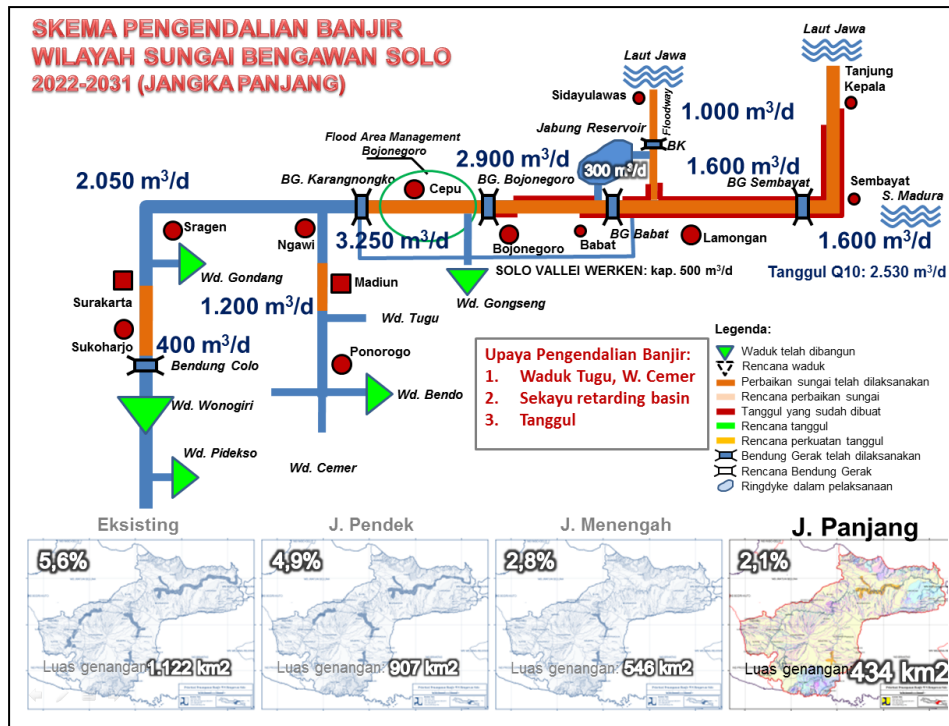 SKEMA PENGENDALIAN BANJIR
WILAYAH SUNGAI BENGAWAN SOLO
2022-2031 (JANGKA PANJANG)
Laut Jawa
Laut Jawa
Sidayulawas
Floodway
1.000 m³/d
Tanjung
Kepala
Jabung Reservoir
BK
Flood Area Management
Bojonegoro
2.900 m³/d
300 m³/d
1.600 m³/d
2.050 m³/d
BG. Karangnongko
Cepu
BG. Bojonegoro
BG Sembayat
Sembayat
S. Madura
Sragen
Ngawi
3.250 m³/d
Bojonegoro
Babat
BG Babat
Lamongan
1.600 m³/d
Wd. Gondang
SOLO VALLEI WERKEN: kap. 500 m³/d
Tanggul Q10: 2.530 m³/d
Surakarta
Madiun
Wd. Gongseng
1.200 m³/d
Wd. Tugu
Sukoharjo
400 m³/d
Bendung Colo
Ponorogo
Wd. Wonogiri
Wd. Bendo
Wd. Pidekso
Wd. Cemer
Upaya Pengendalian Banjir:
1. Waduk Tugu, W. Cemer
2. Sekayu retarding basin
3. Tanggul
Legenda:
Waduk telah dibangun
Rencana waduk
Perbaikan sungai telah dilaksanakan
Rencana perbaikan sungai
Tanggul yang sudah dibuat
Rencana tanggul
Rencana perkuatan tanggul
Bendung Gerak telah dilaksanakan
Rencana Bendung Gerak
Ringdyke dalam pelaksanaan
Eksisting
J. Pendek
J. Menengah
J. Panjang
5,6%
4,9%
2,8%
2,1%
Luas genangan: 1.122 km2
Luas genangan: 907 km2
Luas genangan: 546 km2
Luas genangan: 434 km2